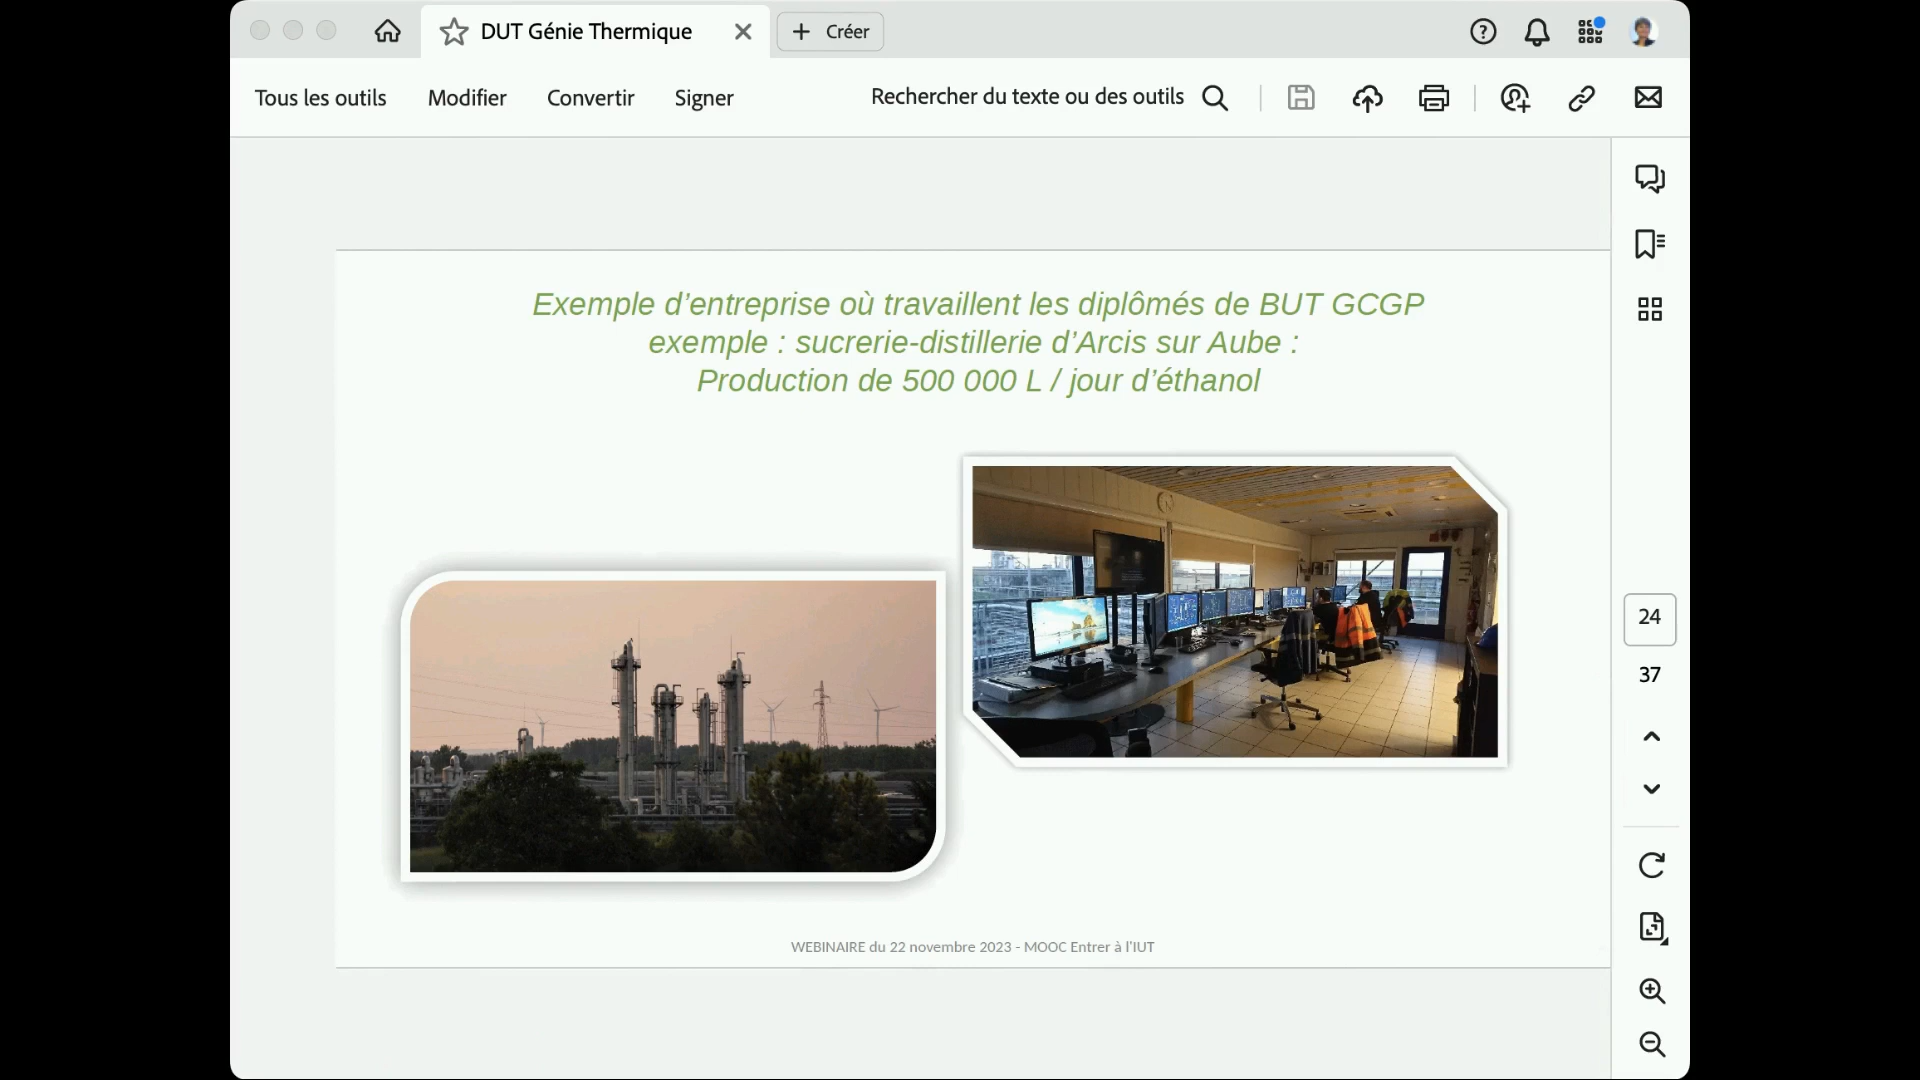 DUT Génie Thermique
Créer
Tous les outils
Modifier
Convertir
Signer
Rechercher du texte ou des outils
Exemple d’entreprise où travaillent les diplômés de BUT GCGP
exemple : sucrerie-distillerie d’Arcis sur Aube :
Production de 500 000 L / jour d’éthanol
24
37
WEBINAIRE du 22 novembre 2023 - MOOC Entrer à l'IUT